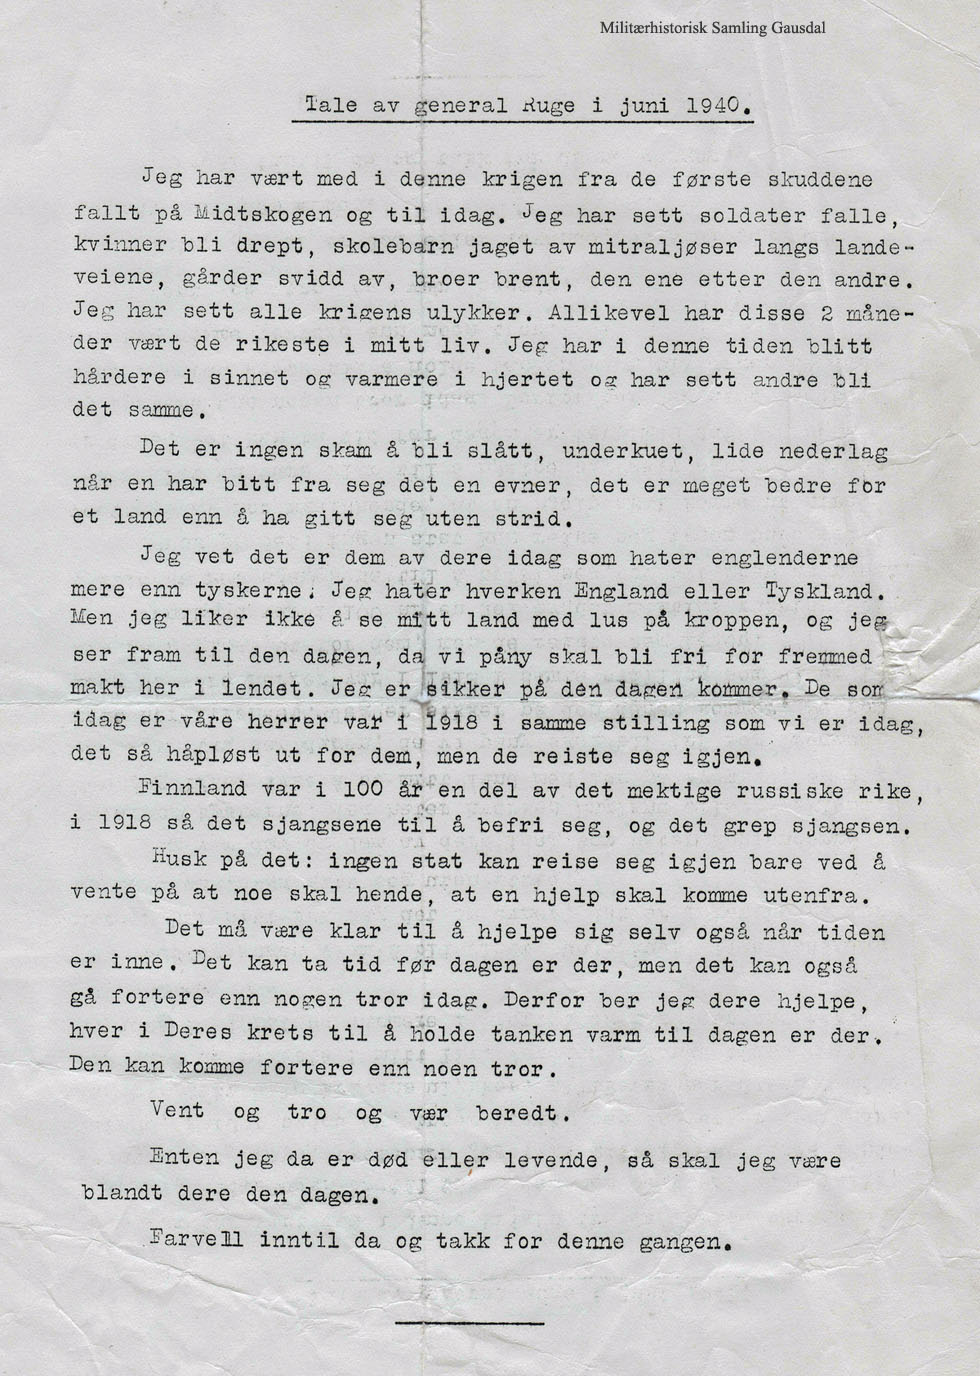 Militærhistorisk Samling Gausdal
Tale av general Ruge i juni 1940.
Jeg har vært med i denne krigen fra de første skuddene
fallt på Midtskogen og til idag. Jeg har sett soldater falle,
kvinner bli drept, skolebarn jaget av mitraljøser langs lande-
veiene, gårder svidd av, broer brent, den ene etter den andre.
Jeg har sett alle krigens ulykker. Allikevel har disse 2 måne-
der vært de rikeste i mitt liv. Jeg har i denne tiden blitt
hårdere i sinnet og varmere i hjertet og har sett andre bli
det samme.
Det er ingen skam å bli slått, underkuet, lide nederlag
når en har bitt fra seg det en evner, det er meget bedre for
et land enn å ha gitt seg uten strid.
Jeg vet det er dem av dere idag som hater englenderne
mere enn tyskerne. Jeg hater hverken England eller Tyskland.
Men jeg liker ikke å se mitt land med lus på kroppen, og jeg
ser fram til den dagen, da vi påny skal bli fri for fremmed
makt her i lendet. Jeg er sikker på den dagen kommer. De som
idag er våre herrer var i 1918 i samme stilling som vi er idag,
det så håpløst ut for dem, men de reiste seg igjen.
Finnland var i 100 år en del av det mektige russiske rike,
i 1918 så det sjangsene til å befri seg, og det grep sjangsen.
Husk på det: ingen stat kan reise seg igjen bare ved å
vente på at noe skal hende, at en hjelp skal komme utenfra.
Det må være klar til å hjelpe sig selv også når tiden
er inne. Det kan ta tid før dagen er der, men det kan også
gå fortere enn nogen tror idag. Derfor ber jeg dere hjelpe,
hver i Deres krets til å holde tanken varm til dagen er der.
Den kan komme fortere enn noen tror.
Vent og tro og vær beredt.
Enten jeg da er død eller levende, så skal jeg være
blandt dere den dagen.
Farvell inntil da og takk for denne gangen.